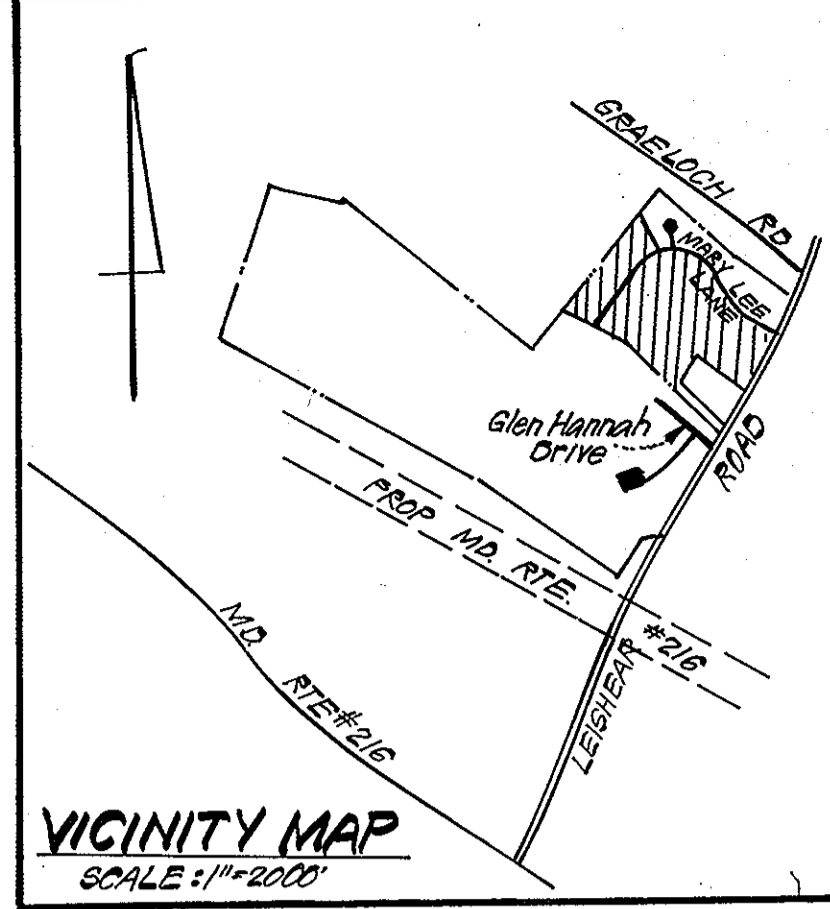 GRAELOCH RD
MARY LEE
LANE
Glen Hannah
Drive
ROAD
PROP MD. RTE.
#216
MD. RTE#216
LEISHEAR
VICINITY MAP
SCALE : 1"=2000'